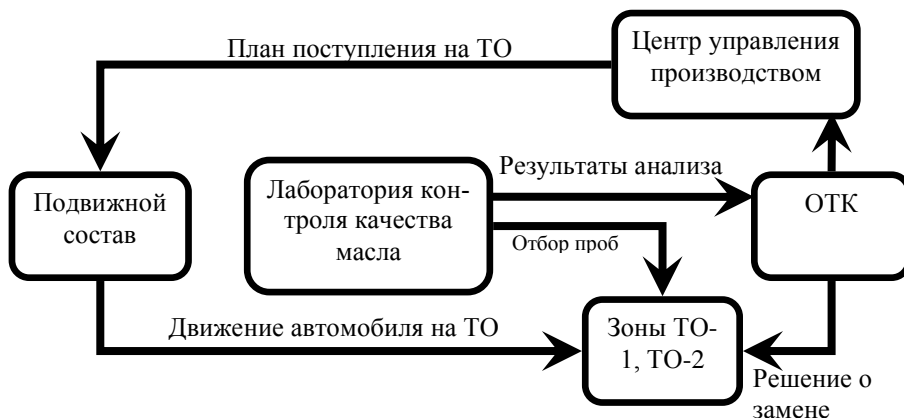 План поступления на ТО
Центр управления
производством
Подвижной
состав
Лаборатория кон-
троля качества
масла
Результаты анализа
Отбор проб
ОТК
Движение автомобиля на ТО
Зоны ТО-
1, ТО-2
Решение о
замене